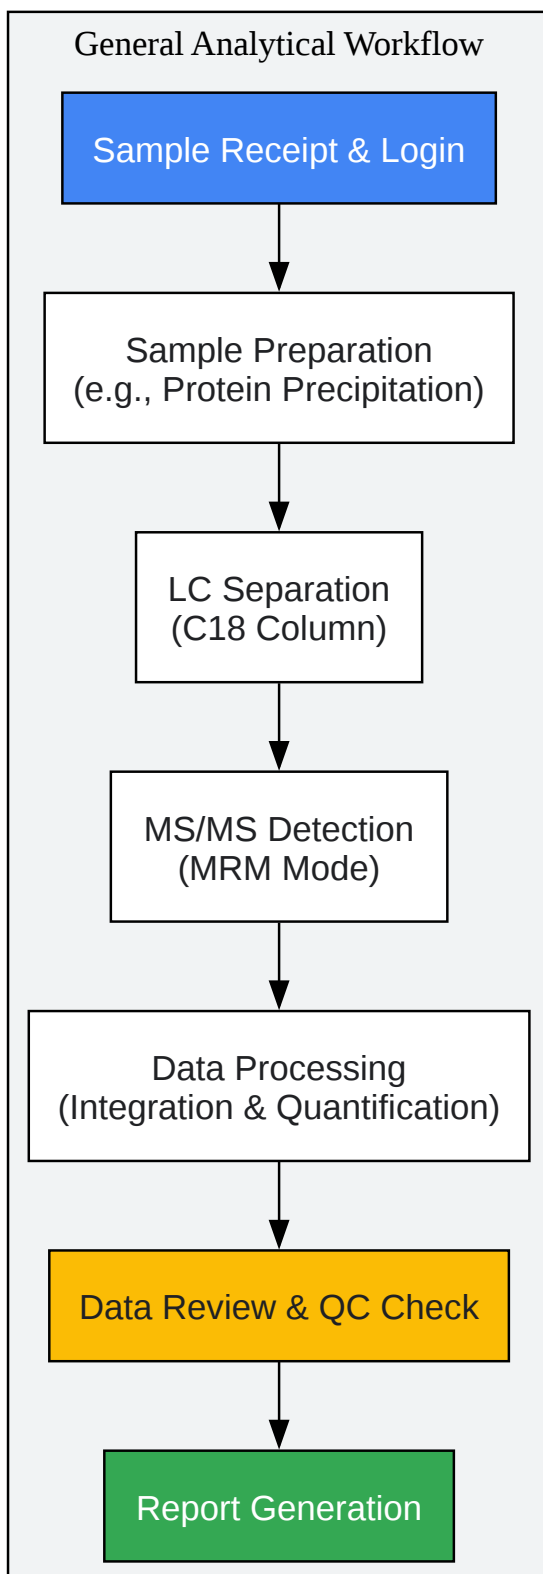 General Analytical Workflow
Sample Receipt & Login
Sample Preparation
(e.g., Protein Precipitation)
LC Separation
(C18 Column)
MS/MS Detection
(MRM Mode)
Data Processing
(Integration & Quantification)
Data Review & QC Check
Report Generation